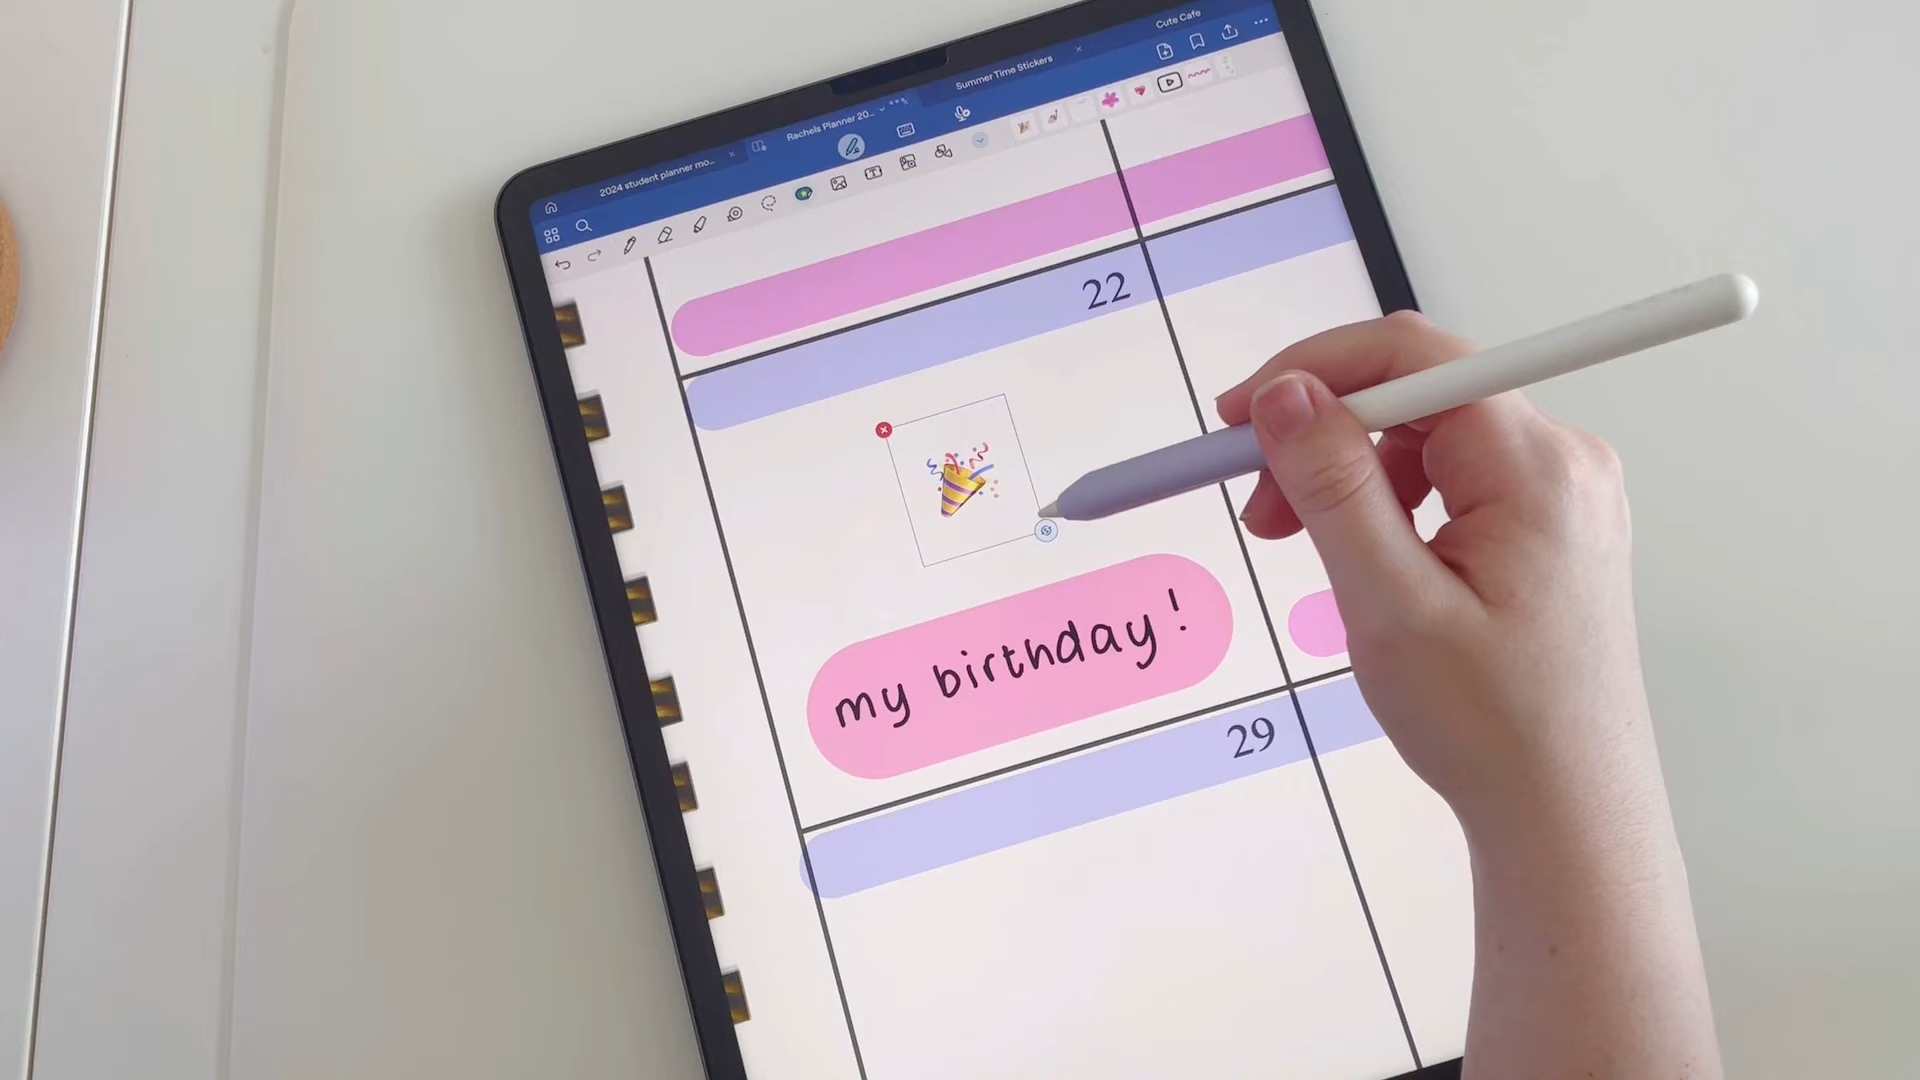 Cute Cafe
Summer Time Stickers
Rachels Planner 20...
2024 student planner mo...
22
my birthday!
29